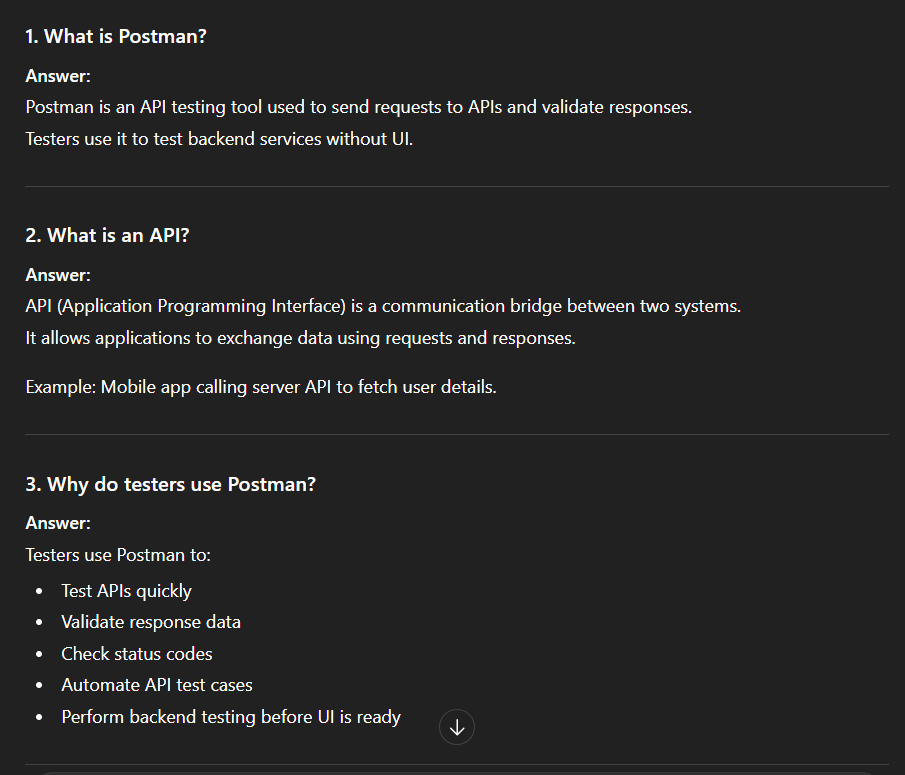 1. What is Postman?
Answer:
Postman is an API testing tool used to send requests to APIs and validate responses.
Testers use it to test backend services without UI.
2. What is an API?
Answer:
API (Application Programming Interface) is a communication bridge between two systems.
It allows applications to exchange data using requests and responses.
Example: Mobile app calling server API to fetch user details.
3. Why do testers use Postman?
Answer:
Testers use Postman to:
• Test APIs quickly
• Validate response data
• Check status codes
• Automate API test cases
• Perform backend testing before UI is ready